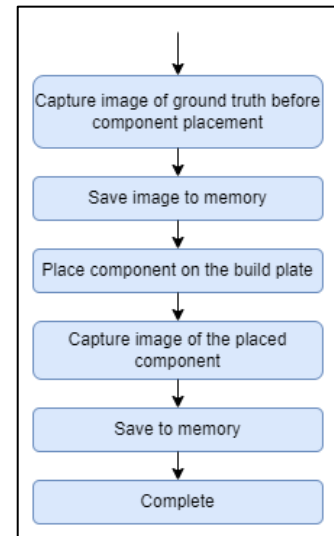 Capture image of ground truth before
component placement
Save image to memory
Place component on the build plate
Capture image of the placed
component
Save to memory
Complete